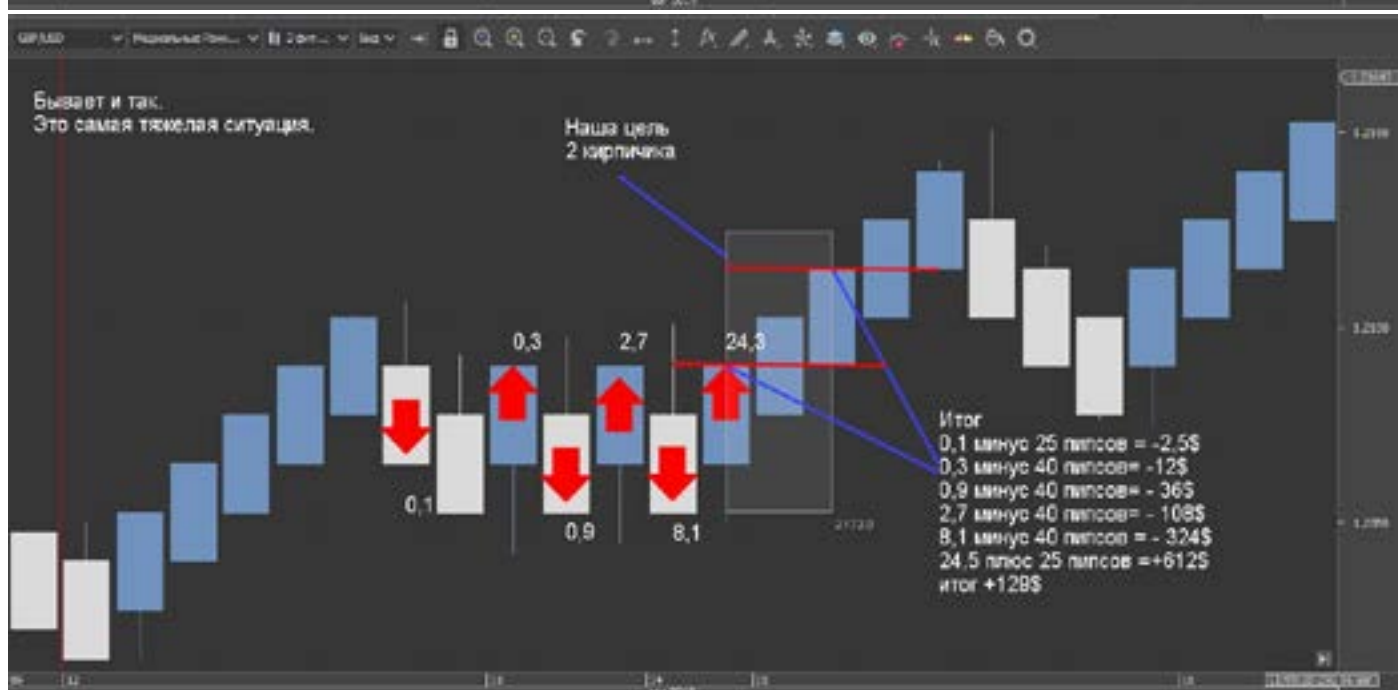 GBP/USD
Бывает и так.
Это самая тяжелая ситуация.
Наша цель
2 кирпичика
0,3
2,7
24,3
0,1
0,9
8,1
Итог
0,1 минус 25 пипсов = -2,5$
0,3 минус 40 пипсов= -12$
0,9 минус 40 пипсов= - 36$
2,7 минус 40 пипсов= - 108$
8,1 минус 40 пипсов = - 324$
24,5 плюс 25 пипсов =+612$
итог +129$